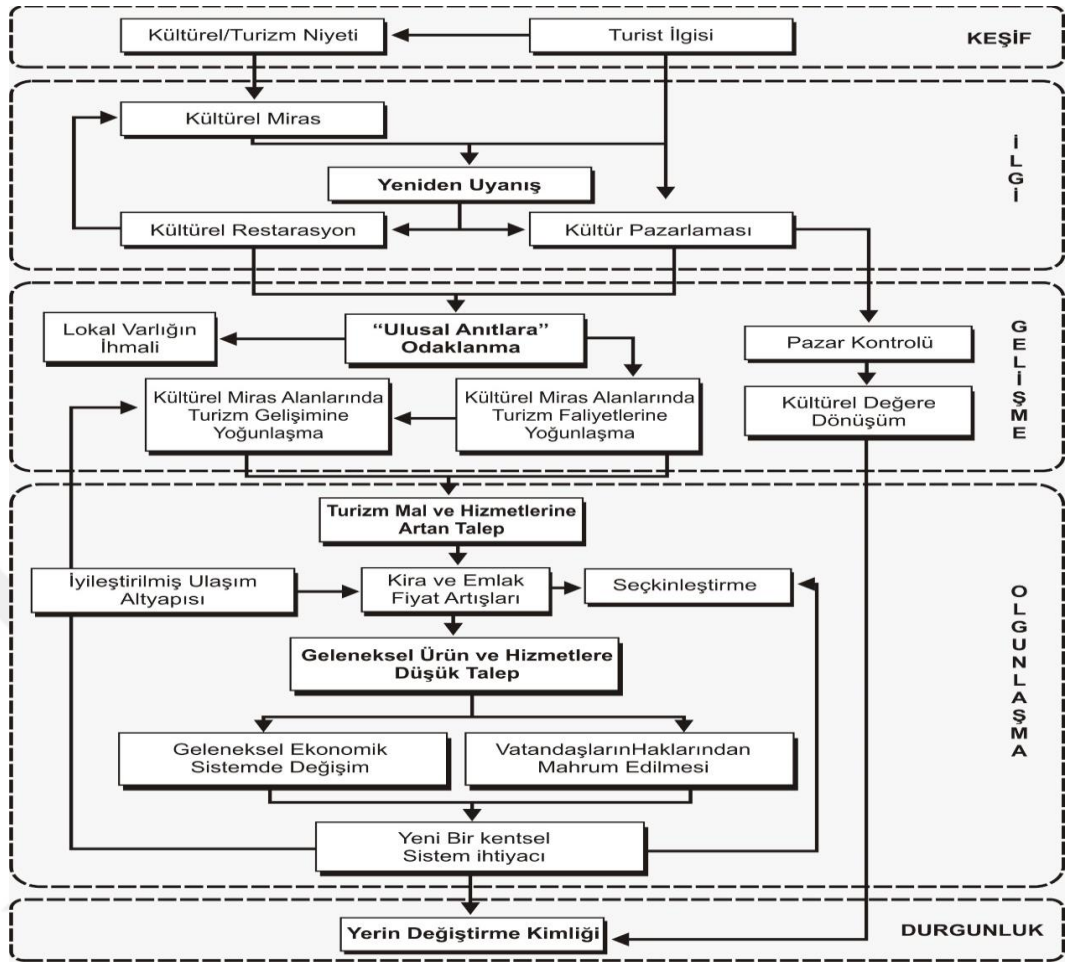 Kültürel/Turizm Niyeti
Turist İlgisi
KEŞİF
Kültürel Miras
Yeniden Uyanış
Kültürel Restarasyon
Kültür Pazarlaması
İLGİ
Lokal Varlığın
İhmali
“Ulusal Anıtlara”
Odaklanma
Pazar Kontrolü
Kültürel Miras Alanlarında
Turizm Gelişimine
Yoğunlaşma
Kültürel Miras Alanlarında
Turizm Faliyetlerine
Yoğunlaşma
Kültürel Değere
Dönüşüm
GELİŞME
Turizm Mal ve Hizmetlerine
Artan Talep
İyileştirilmiş Ulaşım
Altyapısı
Kira ve Emlak
Fiyat Artışları
Seçkinleştirme
Geleneksel Ürün ve Hizmetlere
Düşük Talep
Geleneksel Ekonomik
Sistemde Değişim
VatandaşlarınHaklarından
Mahrum Edilmesi
Yeni Bir kentsel
Sistem ihtiyacı
OLGUNLAŞMA
Yerin Değiştirme Kimliği
DURGUNLUK